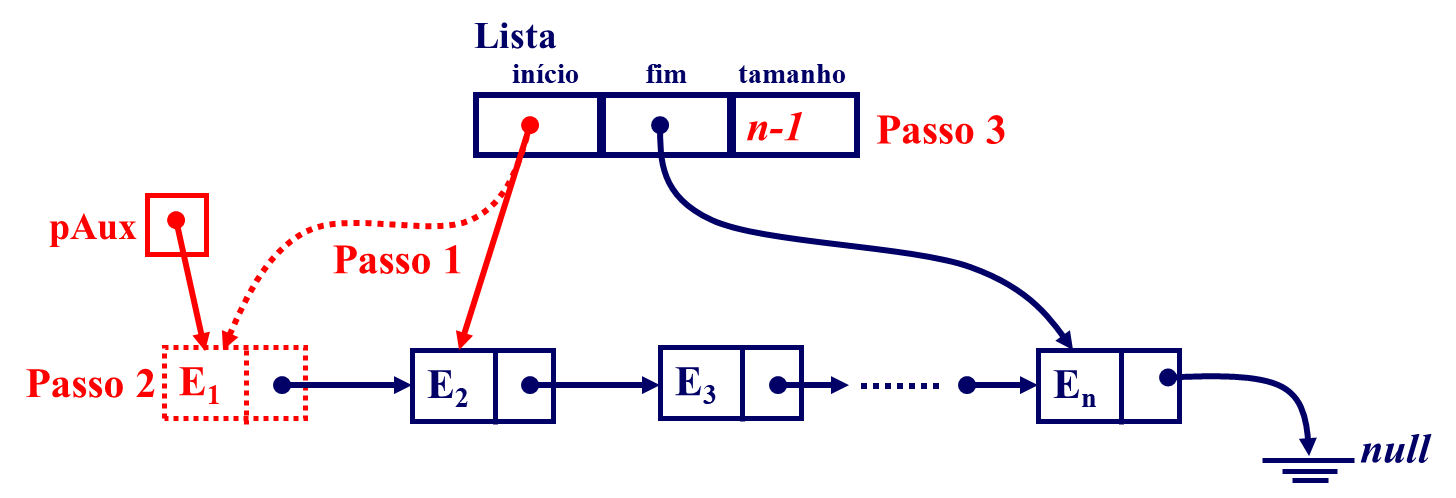 Lista
início fim tamanho
n-1 Passo 3
pAux
Passo 1
Passo 2 E₁ E₂ E₃ Eₙ
null